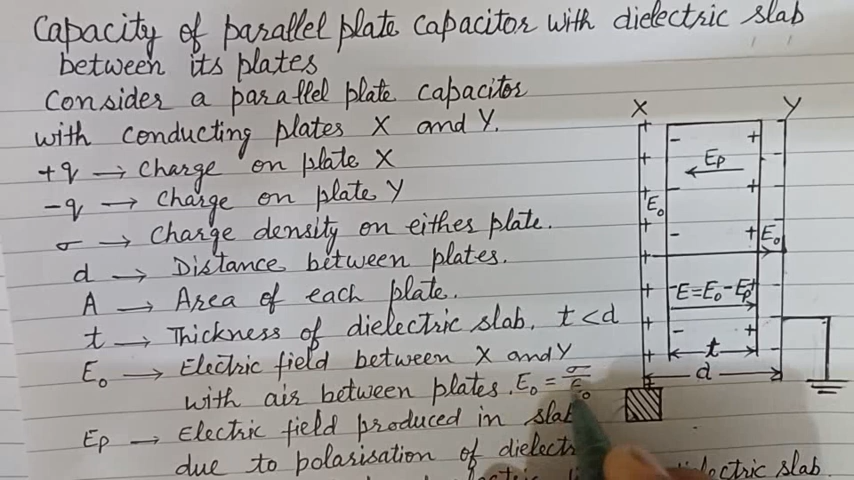 Capacity of parallel plate capacitor with dielectric slab
between its plates
Consider a parallel plate capacitor
with conducting plates X and Y.
+q → Charge on plate X
-q → Charge on plate Y
σ → Charge density on either plate.
d → Distance between plates.
A → Area of each plate.
t → Thickness of dielectric slab. t < d
E₀ → Electric field between X and Y
with air between plates. E₀ = σ/ε₀
Ep → Electric field produced in slab
due to polarisation of
slab.
X Y
Ep
E₀
E₀
E = E₀ - Ep
t
d